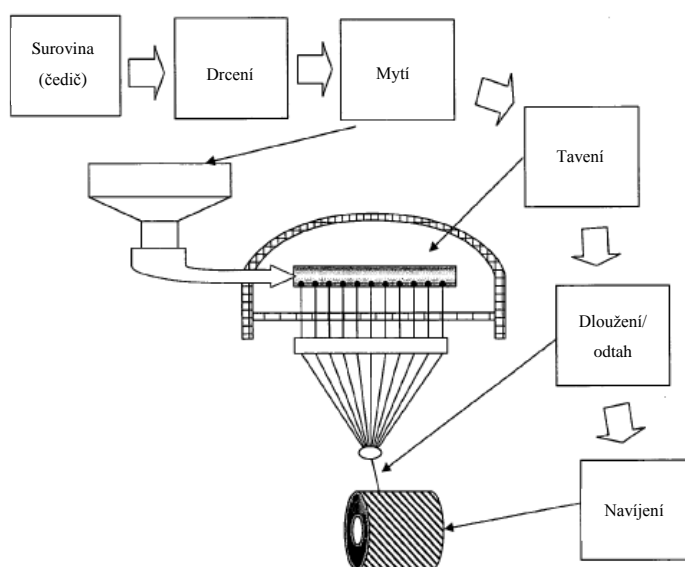 Surovina
(čedič)
Drcení
Mytí
Tavení
Dloužení/
odtah
Navíjení